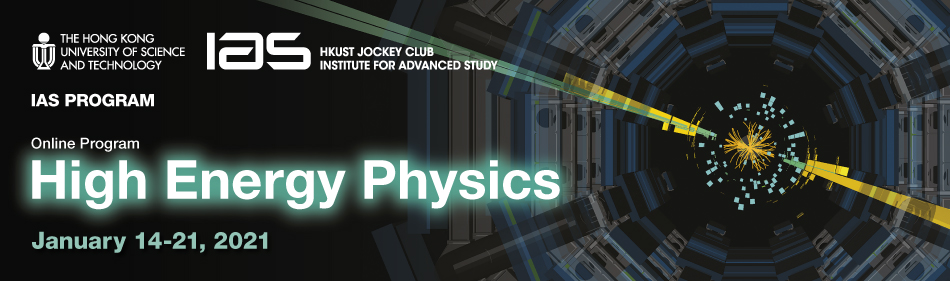 THE HONG KONG
UNIVERSITY OF SCIENCE
AND TECHNOLOGY
IAS
HKUST JOCKEY CLUB
INSTITUTE FOR ADVANCED STUDY
IAS PROGRAM
Online Program
High Energy Physics
January 14-21, 2021